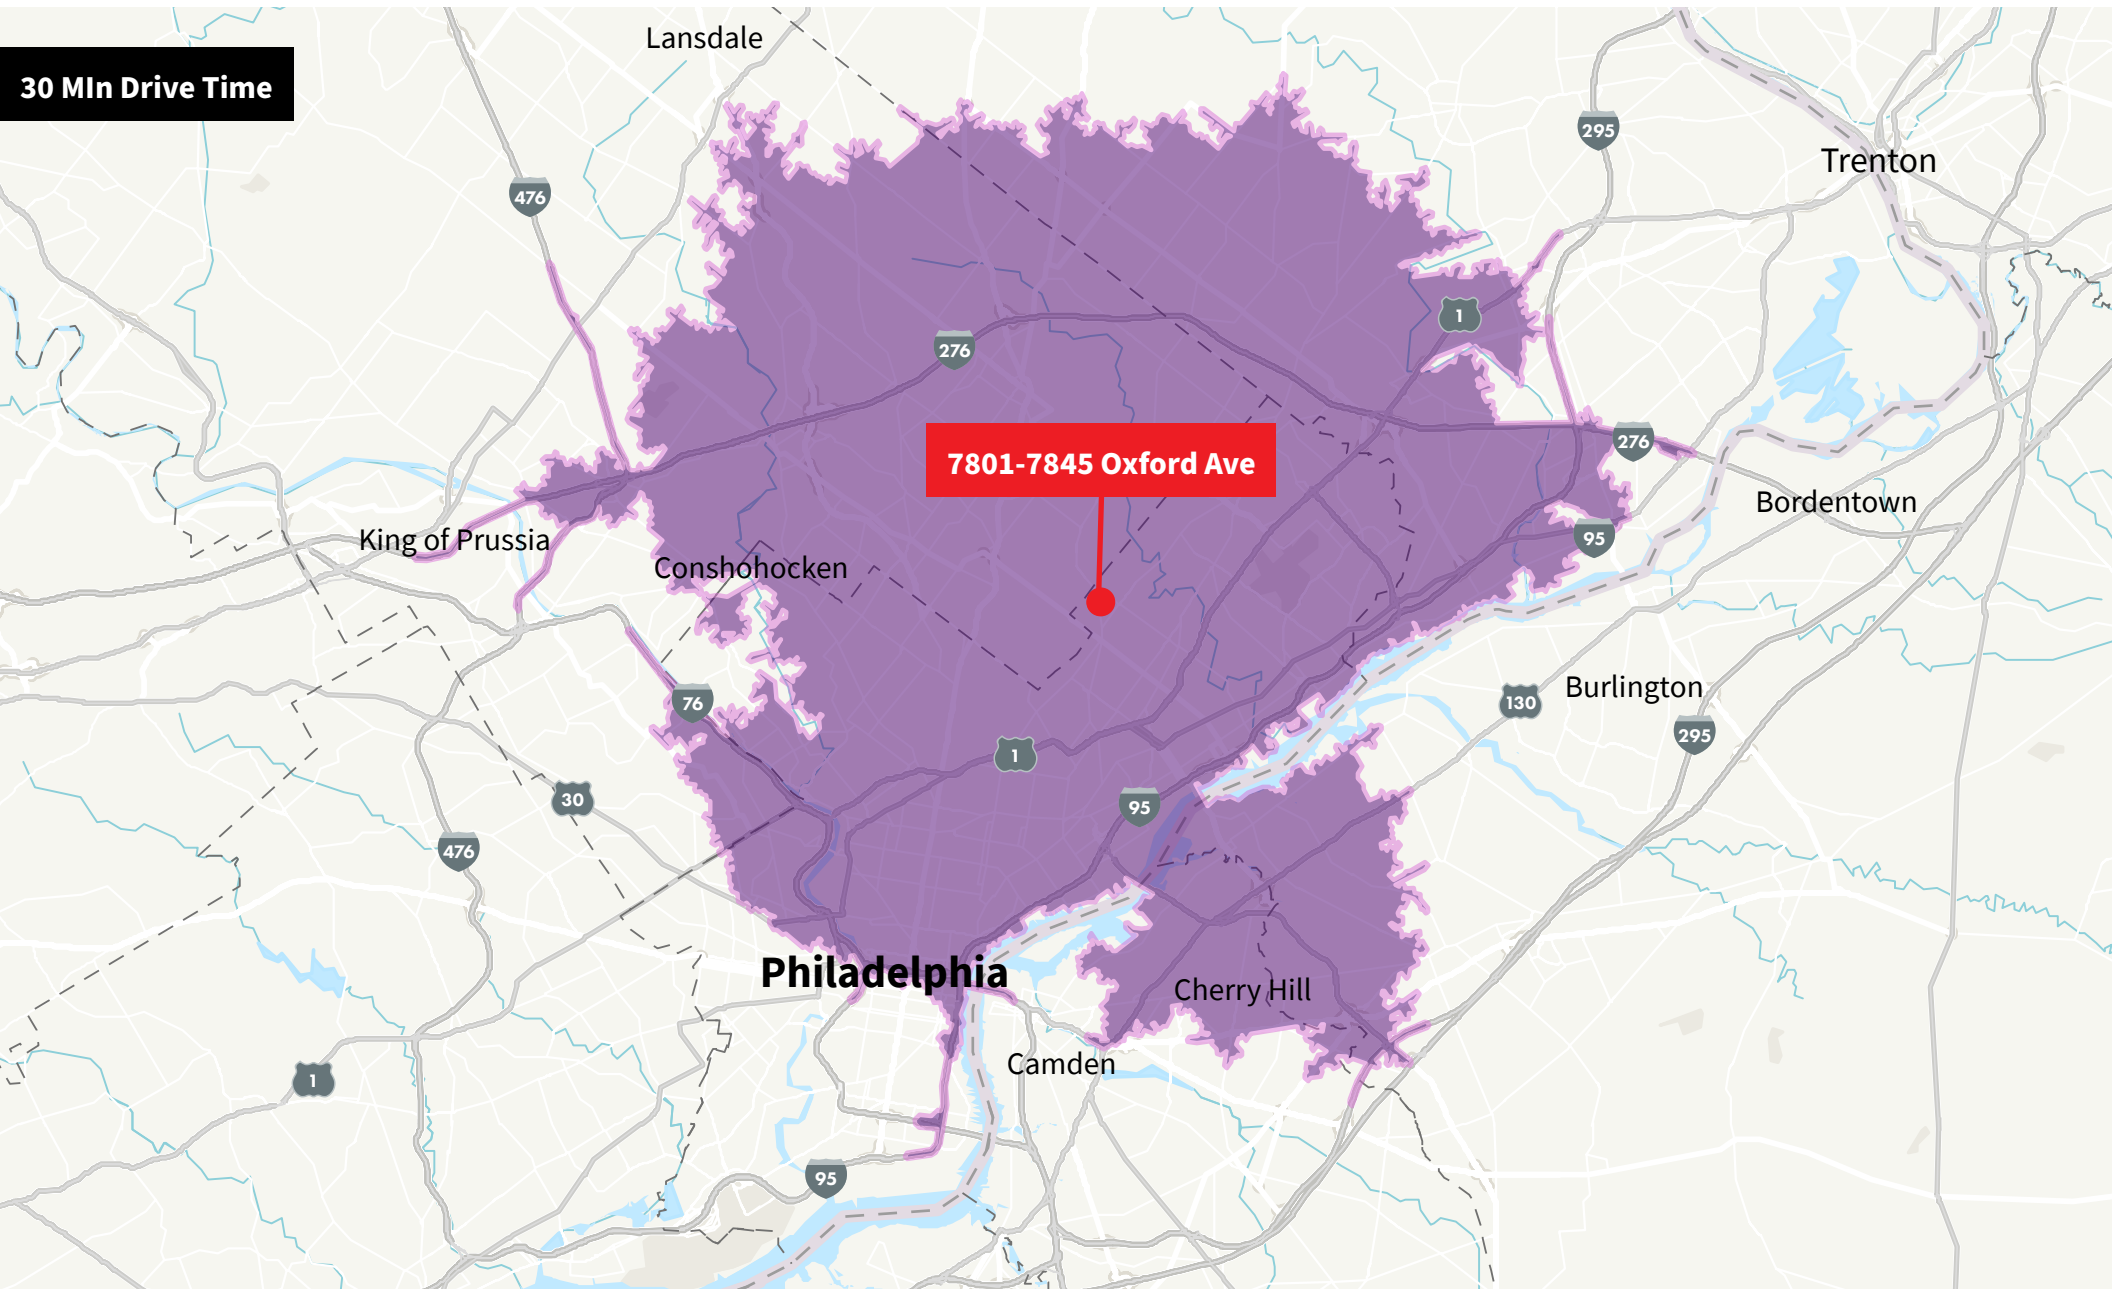 Lansdale
30 MIn Drive Time
295
Trenton
476
1
276
276
7801-7845 Oxford Ave
Bordentown
95
King of Prussia
Conshohocken
Burlington
76
130
295
1
30
95
476
Philadelphia
Cherry Hill
Camden
1
95